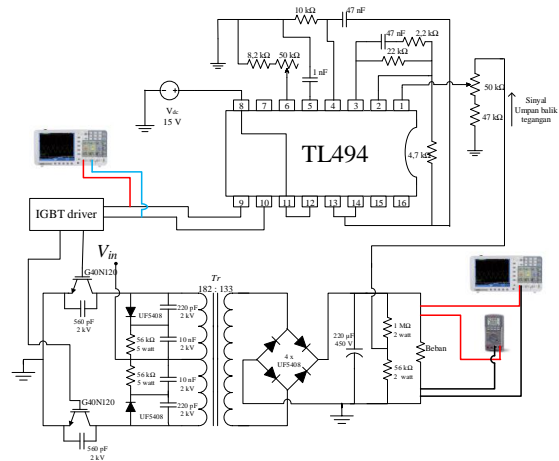 10 kΩ
47 nF
47 nF
2,2 kΩ
22 kΩ
8,2 kΩ
50 kΩ
1 nF
50 kΩ
47 kΩ
Sinyal
Umpan balik
tegangan
V dc
15 V
8
7
6
5
4
3
2
1
TL494
4,7 kΩ
9
10
11
12
13
14
15
16
IGBT driver
Vin
G40N120
560 pF
2 kV
UF5408
220 pF
2 kV
56 kΩ
5 watt
10 nF
2 kV
56 kΩ
5 watt
10 nF
2 kV
UF5408
220 pF
2 kV
G40N120
560 pF
2 kV
Tr
182 : 133
4 x
UF5408
220 μF
450 V
1 MΩ
2 watt
56 kΩ
2 watt
Beban